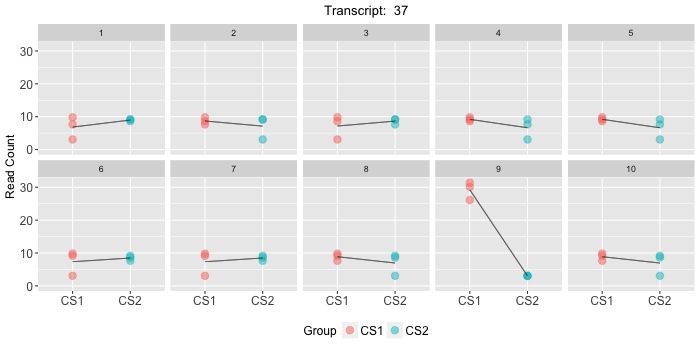 Transcript: 37
1 2 3 4 5
30
20
10
0
Read Count
6 7 8 9 10
30
20
10
0
CS1 CS2 CS1 CS2 CS1 CS2 CS1 CS2 CS1 CS2
Group CS1 CS2